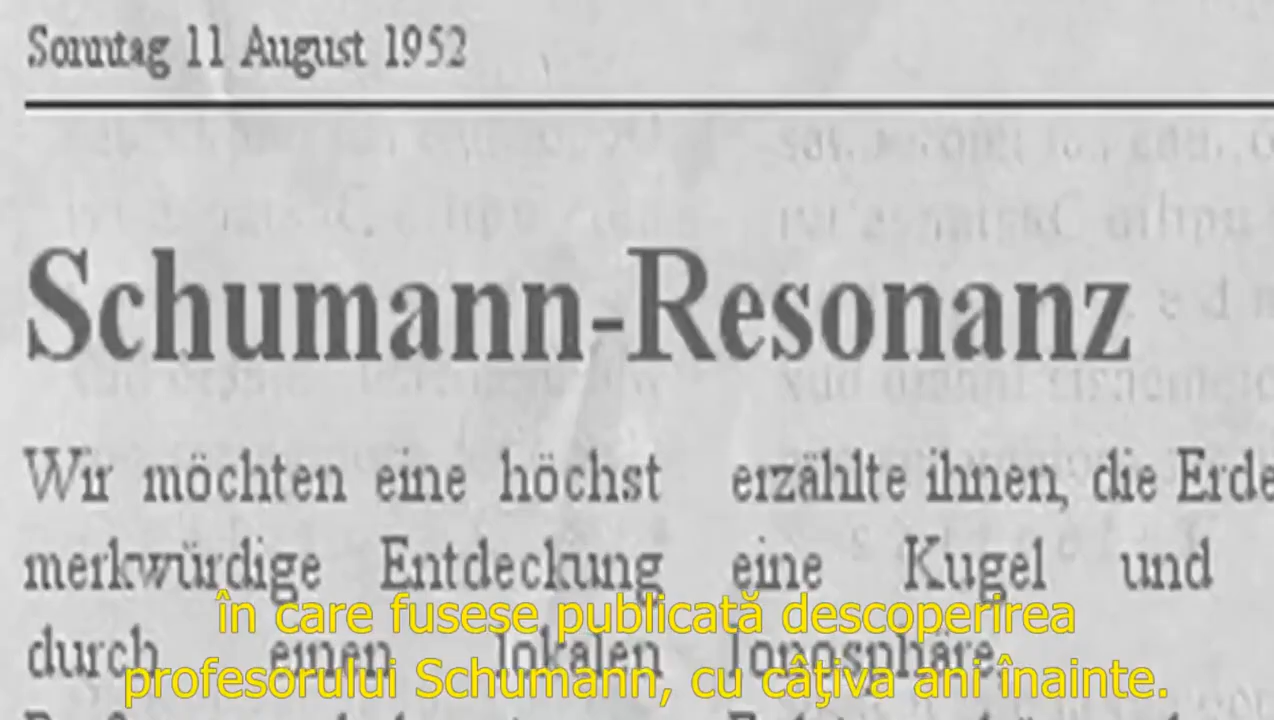 Sonntag 11 August 1952
Schumann-Resonanz
Wir möchten eine höchst
merkwürdige Entdeckung
durch einen lokalen
erzählte ihnen, die Erde
eine Kugel und
Ionosphäre
în care fusese publicată descoperirea
profesorului Schumann, cu câţiva ani înainte.